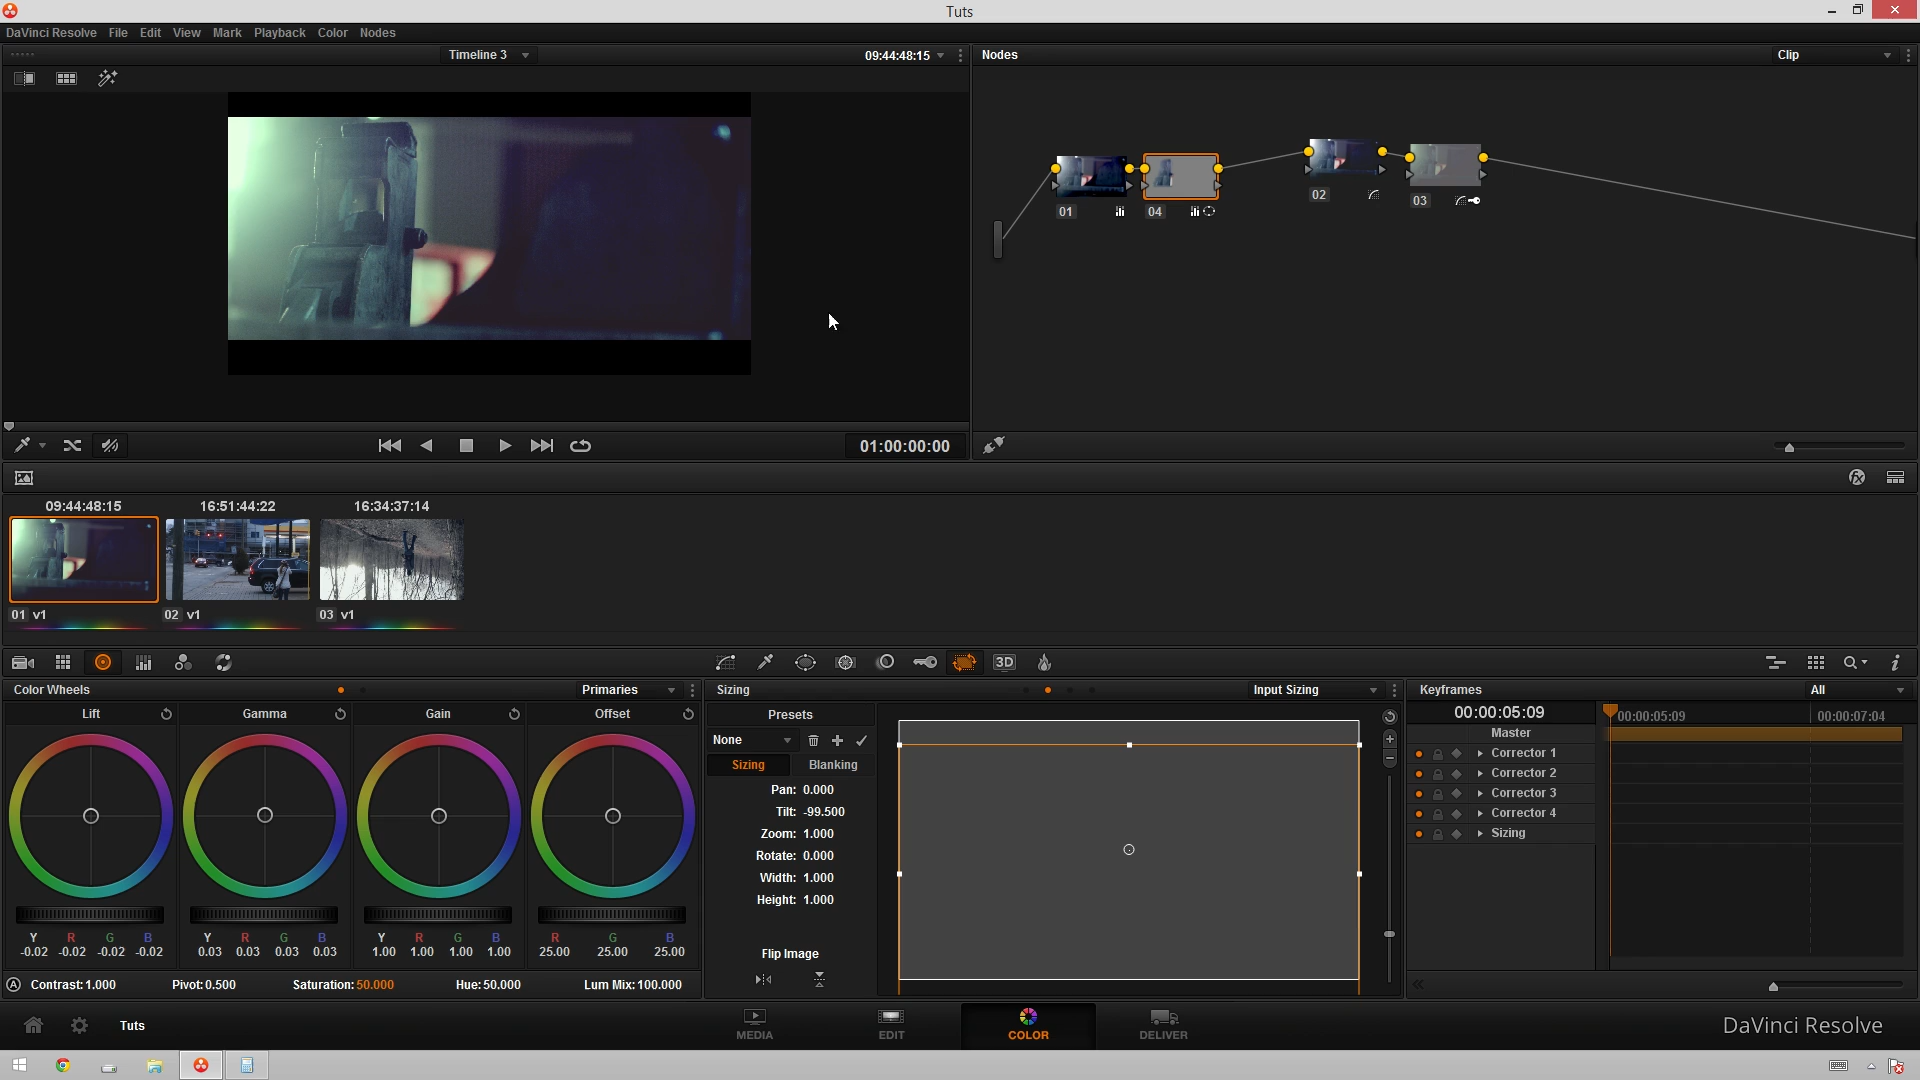 Tuts
DaVinci Resolve File Edit View Mark Playback Color Nodes
Timeline 3 09:44:48:15 Nodes Clip
01 04 02 03
01:00:00:00
09:44:48:15 16:51:44:22 16:34:37:14
01 v1 02 v1 03 v1
3D
Color Wheels Primaries Sizing Input Sizing Keyframes All
Lift Gamma Gain Offset
Presets
None
Sizing Blanking
Pan: 0.000
Tilt: -99.500
Zoom: 1.000
Rotate: 0.000
Width: 1.000
Height: 1.000
Flip Image
00:00:05:09 00:00:05:09 00:00:07:04
Master
Corrector 1
Corrector 2
Corrector 3
Corrector 4
Sizing
Y R G B Y R G B Y R G B R G B
-0.02 -0.02 -0.02 -0.02 0.03 0.03 0.03 0.03 1.00 1.00 1.00 1.00 25.00 25.00 25.00
A Contrast: 1.000 Pivot: 0.500 Saturation: 50.000 Hue: 50.000 Lum Mix: 100.000
Tuts MEDIA EDIT COLOR DELIVER DaVinci Resolve